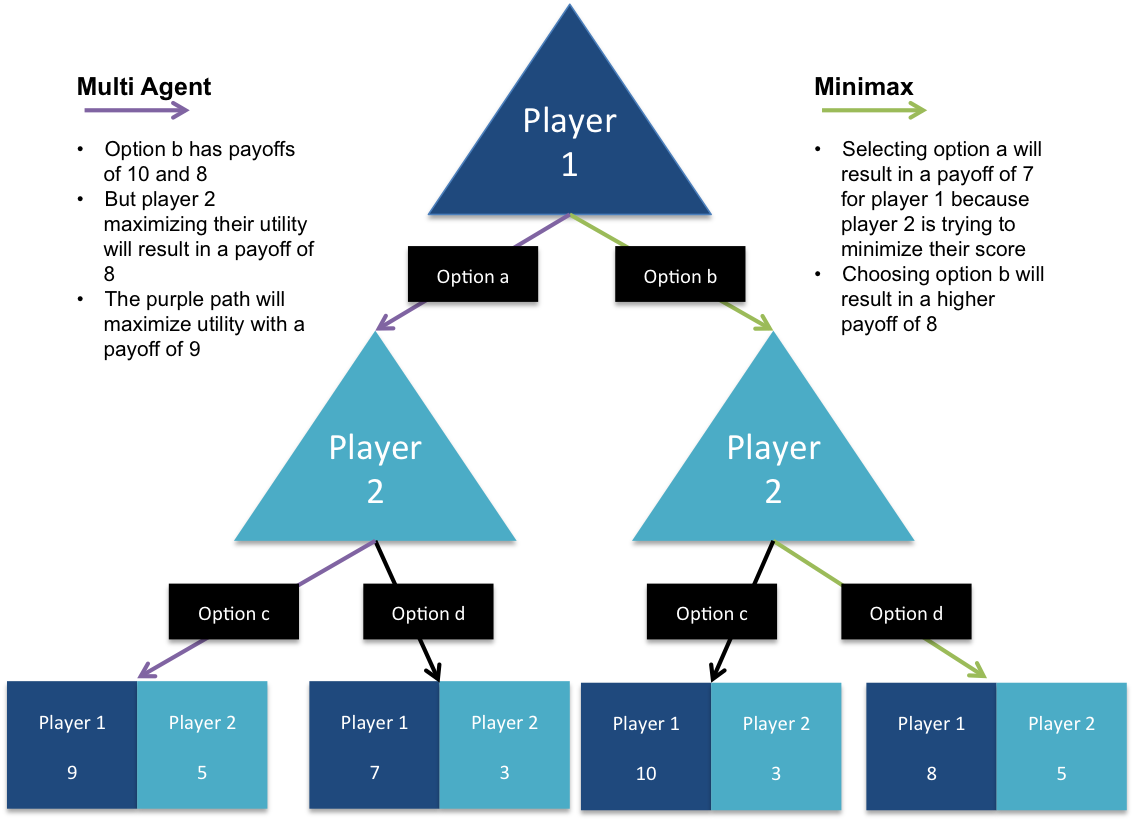 Multi Agent
• Option b has payoffs
of 10 and 8
• But player 2
maximizing their utility
will result in a payoff of
8
• The purple path will
maximize utility with a
payoff of 9
Player
1
Minimax
• Selecting option a will
result in a payoff of 7
for player 1 because
player 2 is trying to
minimize their score
• Choosing option b will
result in a higher
payoff of 8
Option a
Option b
Player
2
Player
2
Option c
Option d
Option c
Option d
Player 1
9
Player 2
5
Player 1
7
Player 2
3
Player 1
10
Player 2
3
Player 1
8
Player 2
5